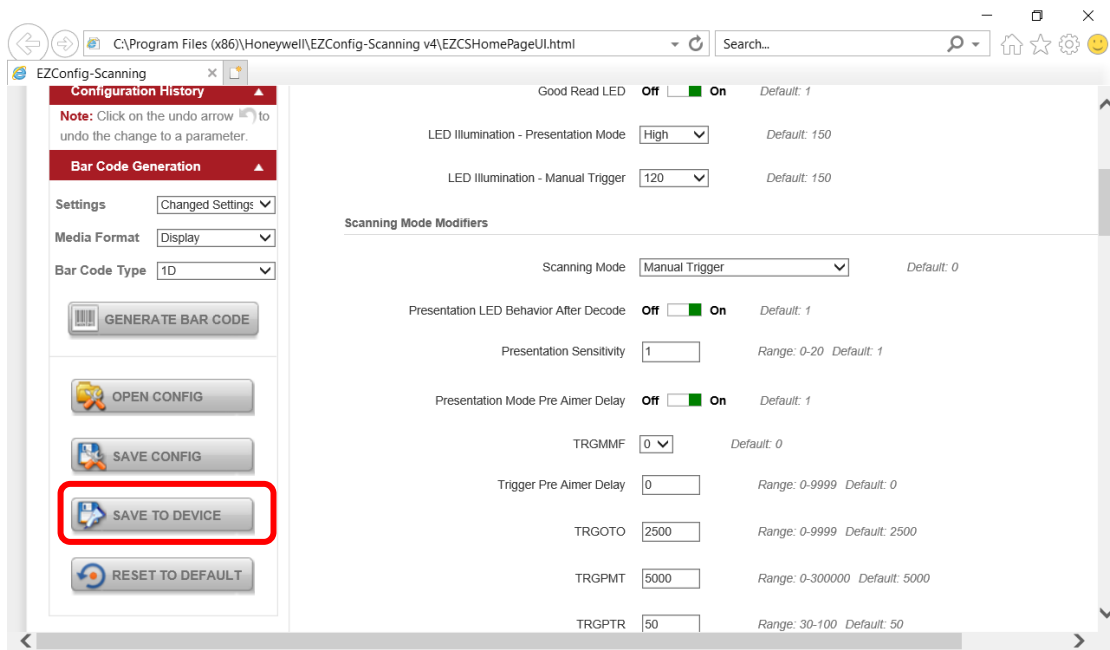 C:\Program Files (x86)\Honeywell\EZConfig-Scanning v4\EZCSHomePageUI.html
Search...
EZConfig-Scanning
Configuration History
Note: Click on the undo arrow to
undo the change to a parameter.
Bar Code Generation
Settings Changed Settings
Media Format Display
Bar Code Type 1D
GENERATE BAR CODE
OPEN CONFIG
SAVE CONFIG
SAVE TO DEVICE
RESET TO DEFAULT
Good Read LED Off On Default: 1
LED Illumination - Presentation Mode High Default: 150
LED Illumination - Manual Trigger 120 Default: 150
Scanning Mode Modifiers
Scanning Mode Manual Trigger Default: 0
Presentation LED Behavior After Decode Off On Default: 1
Presentation Sensitivity 1 Range: 0-20 Default: 1
Presentation Mode Pre Aimer Delay Off On Default: 1
TRGMMF 0 Default: 0
Trigger Pre Aimer Delay 0 Range: 0-9999 Default: 0
TRGOTO 2500 Range: 0-9999 Default: 2500
TRGPMT 5000 Range: 0-300000 Default: 5000
TRGPTR 50 Range: 30-100 Default: 50